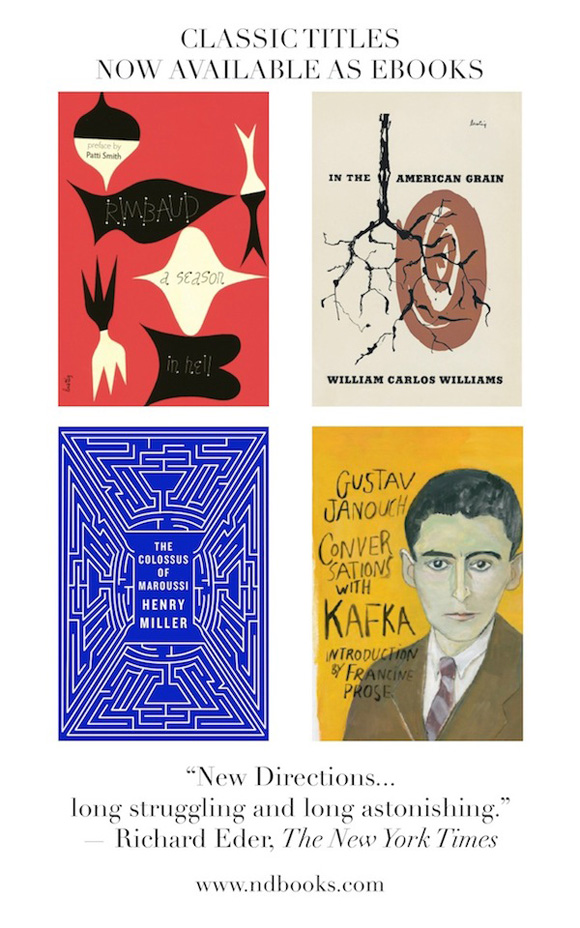 CLASSIC TITLES
NOW AVAILABLE AS EBOOKS
preface by
Patti Smith
RIMBAUD
a season
in hell
lustig
lustig
IN THE AMERICAN GRAIN
WILLIAM CARLOS WILLIAMS
THE
COLOSSUS
OF
MAROUSSI
HENRY
MILLER
GUSTAV
JANOUCH
CONVER
SATIONS
WITH
KAFKA
INTRODUCTION
BY FRANCINE
PROSE
“New Directions...
long struggling and long astonishing.”
— Richard Eder, The New York Times
www.ndbooks.com